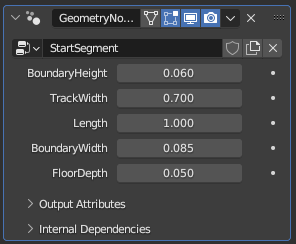 GeometryNo...
StartSegment
BoundaryHeight 0.060
TrackWidth 0.700
Length 1.000
BoundaryWidth 0.085
FloorDepth 0.050
Output Attributes
Internal Dependencies